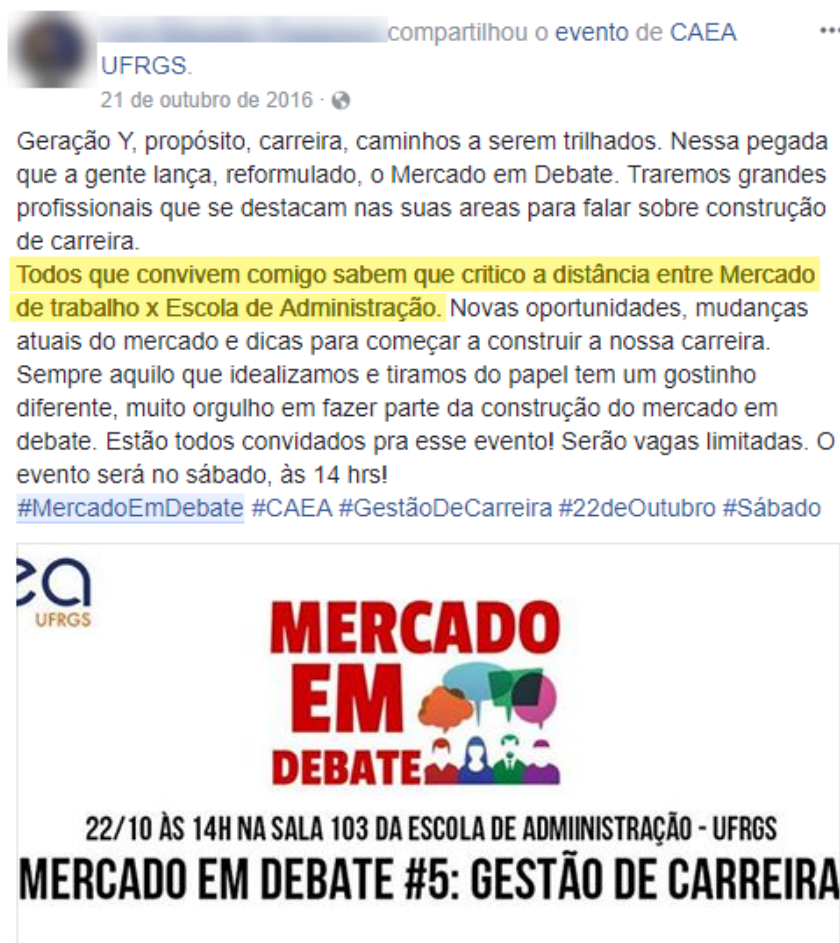 compartilhou o evento de CAEA
UFRGS.
21 de outubro de 2016 ·
Geração Y, propósito, carreira, caminhos a serem trilhados. Nessa pegada
que a gente lança, reformulado, o Mercado em Debate. Traremos grandes
profissionais que se destacam nas suas areas para falar sobre construção
de carreira.
Todos que convivem comigo sabem que critico a distância entre Mercado
de trabalho x Escola de Administração. Novas oportunidades, mudanças
atuais do mercado e dicas para começar a construir a nossa carreira.
Sempre aquilo que idealizamos e tiramos do papel tem um gostinho
diferente, muito orgulho em fazer parte da construção do mercado em
debate. Estão todos convidados pra esse evento! Serão vagas limitadas. O
evento será no sábado, às 14 hrs!
#MercadoEmDebate #CAEA #GestãoDeCarreira #22deOutubro #Sábado
ea
UFRGS
MERCADO
EM
DEBATE
22/10 ÀS 14H NA SALA 103 DA ESCOLA DE ADMIINISTRAÇÃO - UFRGS
MERCADO EM DEBATE #5: GESTÃO DE CARREIRA